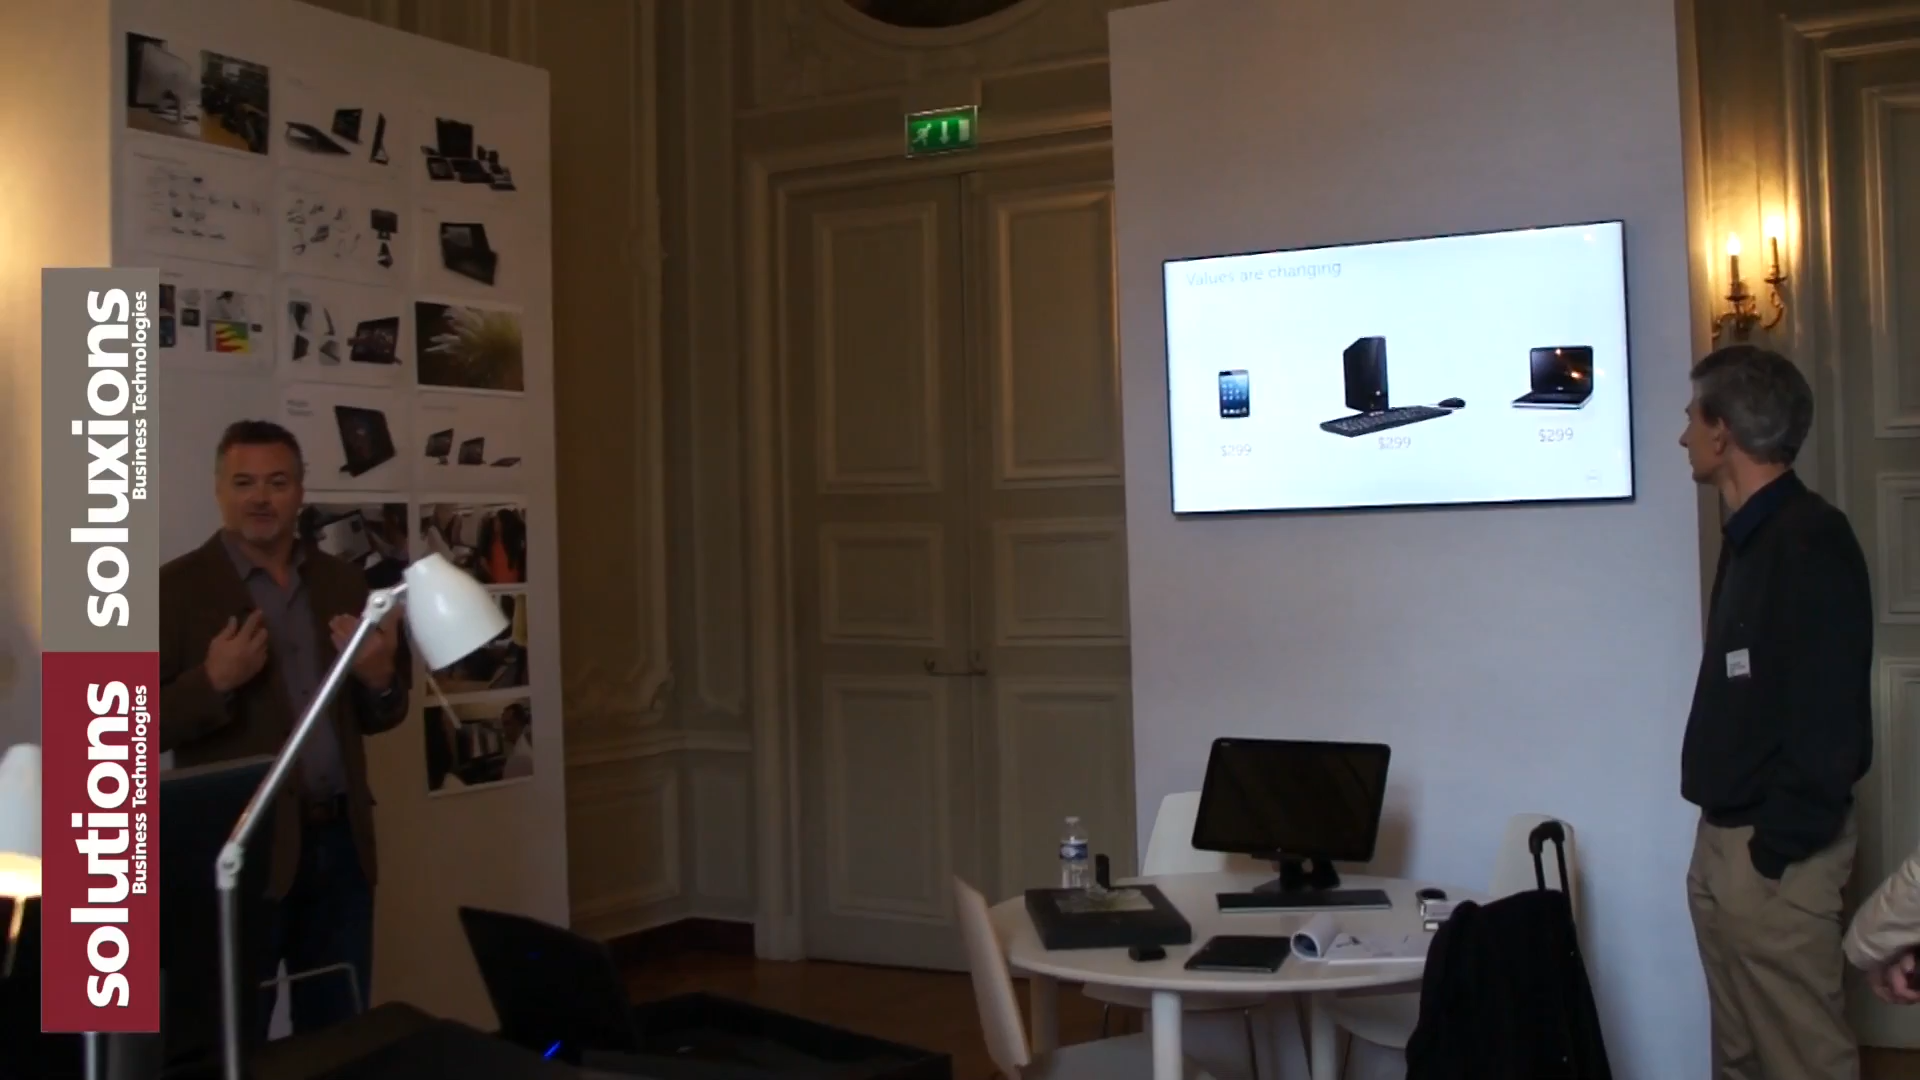 soluxions
Business Technologies
solutions
Business Technologies
Values are changing
$299
$299
$299